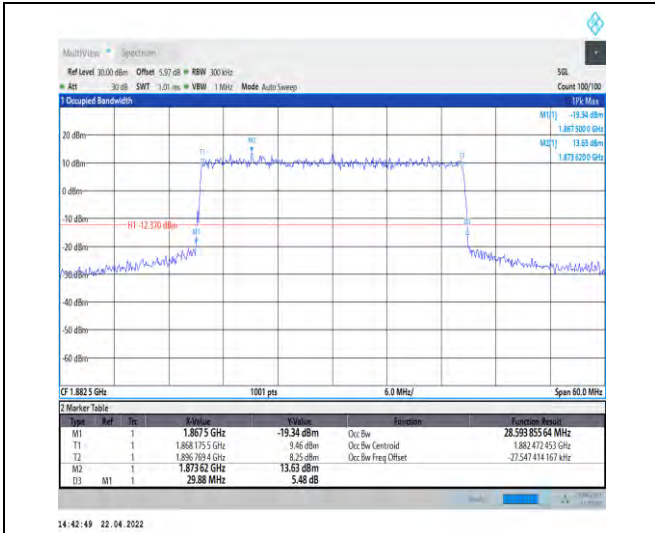 MultiView Spectrum
Ref Level 30.00 dBm Offset 5.97 dB RBW 300 kHz SGL
Att 30 dB SWT 1.01 ms VBW 1 MHz Mode Auto Sweep Count 100/100
1 Occupied Bandwidth 1Pk Max
M1[1] -19.34 dBm
1.867 500 0 GHz
M2[1] 13.63 dBm
1.873 620 0 GHz
20 dBm
M2
T1 T2
10 dBm
0 dBm
-10 dBm
H1 -12.370 dBm
M1
-20 dBm
-30 dBm
-40 dBm
-50 dBm
-60 dBm
CF 1.882 5 GHz 1001 pts 6.0 MHz/ Span 60.0 MHz
2 Marker Table
Type Ref Trc X-Value Y-Value Function Function Result
M1 1 1.867 5 GHz -19.34 dBm Occ Bw 28.593 855 64 MHz
T1 1 1.868 175 5 GHz 9.46 dBm Occ Bw Centroid 1.882 472 453 GHz
T2 1 1.896 769 4 GHz 8.25 dBm Occ Bw Freq Offset -27.547 414 167 kHz
M2 1 1.873 62 GHz 13.63 dBm
D3 M1 1 29.88 MHz 5.48 dB
14:42:49 22.04.2022